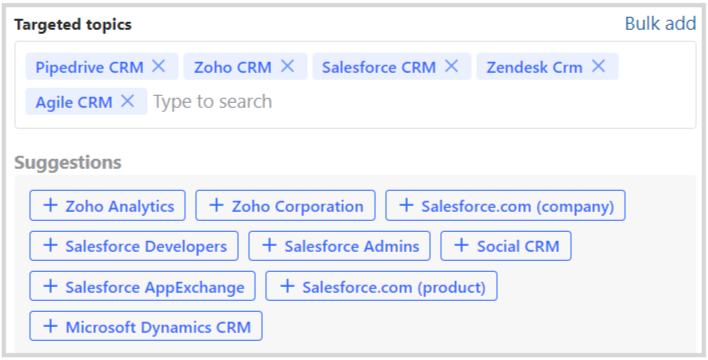 Targeted topics Bulk add
Pipedrive CRM × Zoho CRM × Salesforce CRM × Zendesk Crm ×
Agile CRM × Type to search
Suggestions
+ Zoho Analytics + Zoho Corporation + Salesforce.com (company)
+ Salesforce Developers + Salesforce Admins + Social CRM
+ Salesforce AppExchange + Salesforce.com (product)
+ Microsoft Dynamics CRM